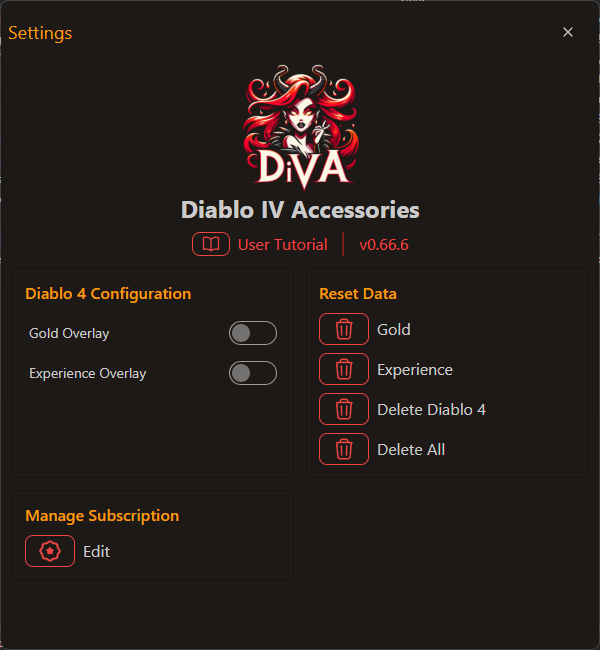 Settings
DiVA
Diablo IV Accessories
User Tutorial | v0.66.6
Diablo 4 Configuration
Gold Overlay
Experience Overlay
Reset Data
Gold
Experience
Delete Diablo 4
Delete All
Manage Subscription
Edit